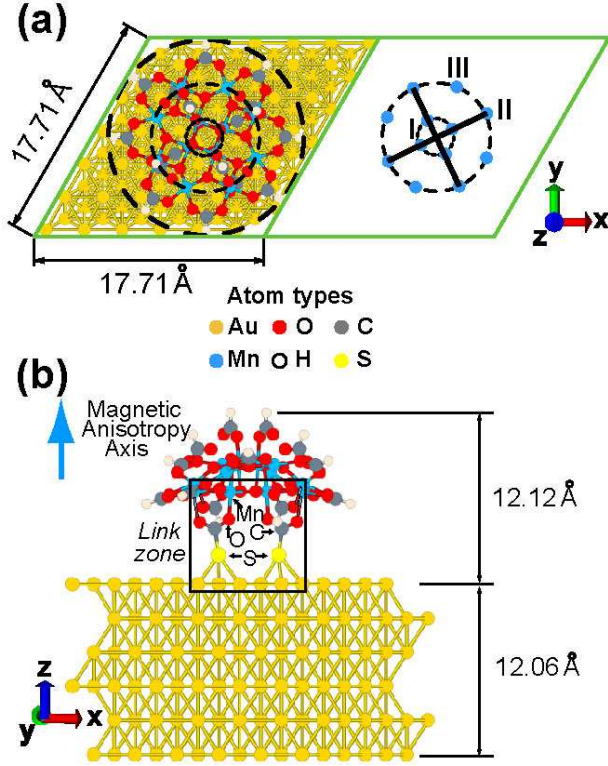 (a)
17.71Å
17.71Å
III
II
I
y
x
z
Atom types
Au O C
Mn H S
(b)
Magnetic
Anisotropy
Axis
Link
zone
Mn
O C
S
12.12Å
12.06Å
z
y
x